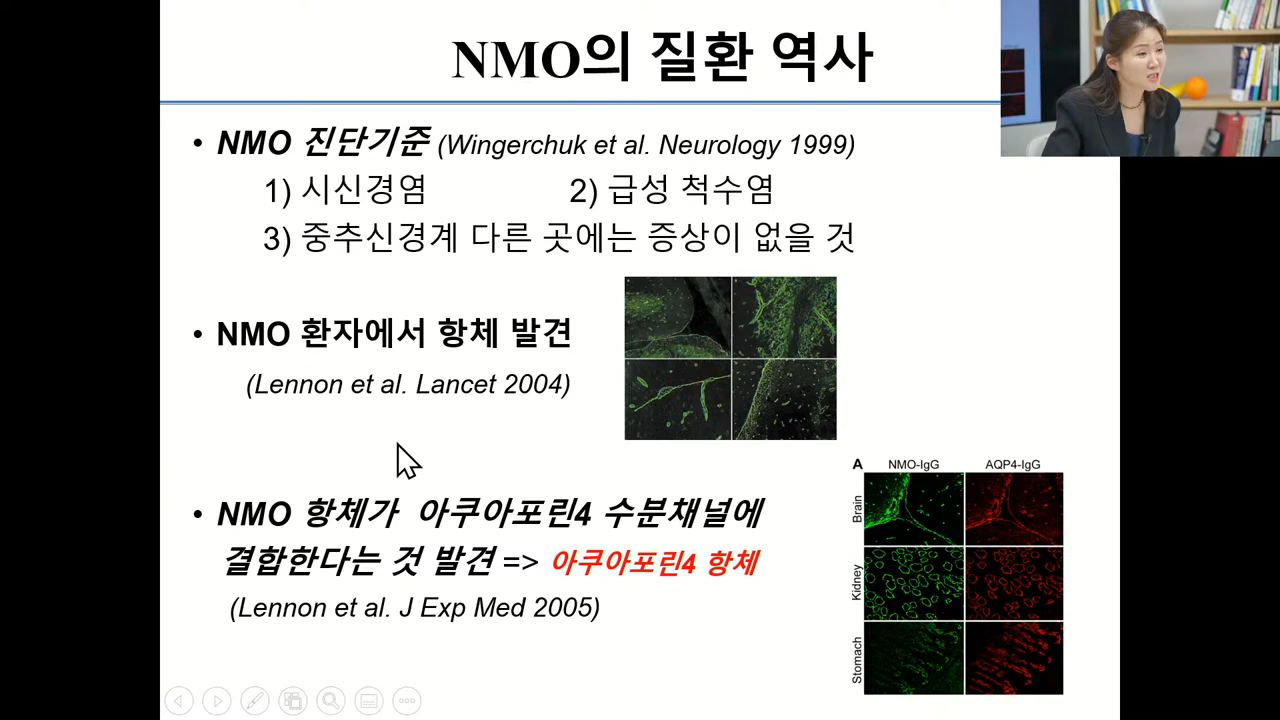 NMO의 질환 역사
• NMO 진단기준 (Wingerchuk et al. Neurology 1999)
1) 시신경염 2) 급성 척수염
3) 중추신경계 다른 곳에는 증상이 없을 것
• NMO 환자에서 항체 발견
(Lennon et al. Lancet 2004)
• NMO 항체가 아쿠아포린4 수분채널에
결합한다는 것 발견 => 아쿠아포린4 항체
(Lennon et al. J Exp Med 2005)
A NMO-IgG AQP4-IgG
Brain
Kidney
Stomach